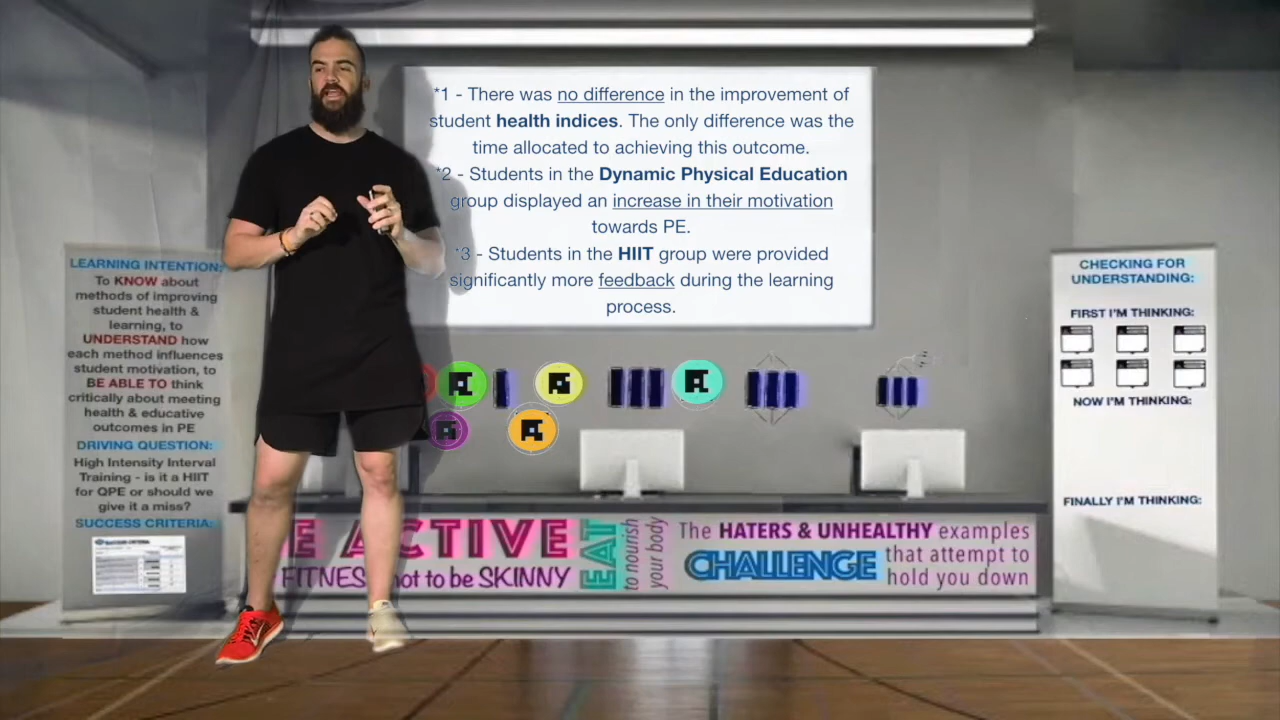 *1 - There was no difference in the improvement of
student health indices. The only difference was the
time allocated to achieving this outcome.
*2 - Students in the Dynamic Physical Education
group displayed an increase in their motivation
towards PE.
*3 - Students in the HIIT group were provided
significantly more feedback during the learning
process.
LEARNING INTENTION:
To KNOW about
methods of improving
student health &
learning, to
UNDERSTAND how
each method influences
student motivation, to
BE ABLE TO think
critically about meeting
health & educative
outcomes in PE
DRIVING QUESTION:
High Intensity Interval
Training - is it a HIIT
for QPE or should we
give it a miss?
SUCCESS CRITERIA:
CHECKING FOR
UNDERSTANDING:
FIRST I'M THINKING:
NOW I'M THINKING:
FINALLY I'M THINKING:
E ACTIVE
FITNES not to be SKINNY
EAT
to nourish
your body
The HATERS & UNHEALTHY examples
CHALLENGE that attempt to
hold you down